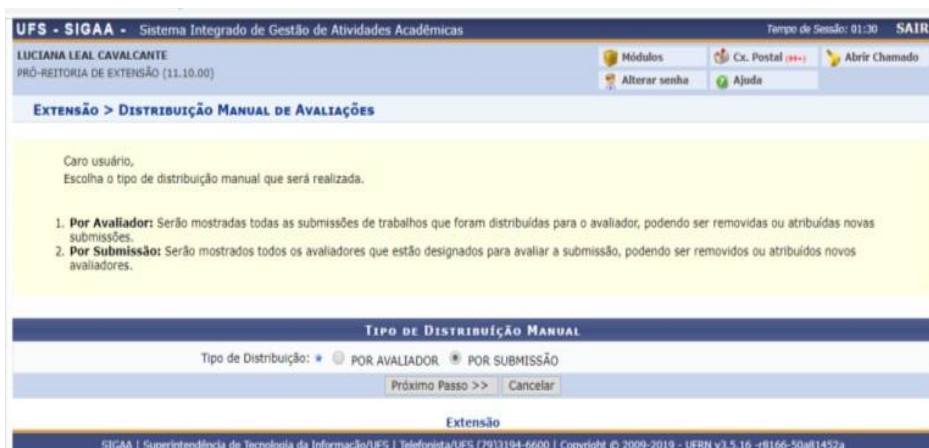 UFS - SIGAA - Sistema Integrado de Gestão de Atividades Acadêmicas Tempo de Sessão: 01:30 SAIR
LUCIANA LEAL CAVALCANTE
PRÓ-REITORIA DE EXTENSÃO (11.10.00)
Módulos Cx. Postal (99+) Abrir Chamado
Alterar senha Ajuda
EXTENSÃO > DISTRIBUIÇÃO MANUAL DE AVALIAÇÕES
Caro usuário,
Escolha o tipo de distribuição manual que será realizada.
1. Por Avaliador: Serão mostradas todas as submissões de trabalhos que foram distribuídas para o avaliador, podendo ser removidas ou atribuídas novas
submissões.
2. Por Submissão: Serão mostrados todos os avaliadores que estão designados para avaliar a submissão, podendo ser removidos ou atribuídos novos
avaliadores.
TIPO DE DISTRIBUIÇÃO MANUAL
Tipo de Distribuição: POR AVALIADOR POR SUBMISSÃO
Próximo Passo >> Cancelar
Extensão
SIGAA | Superintendência de Tecnologia da Informação/UFS | Telefonista/UFS (79)3194-6600 | Copyright © 2009-2019 - UFRN v3.5.16 -r8166-50a81452a